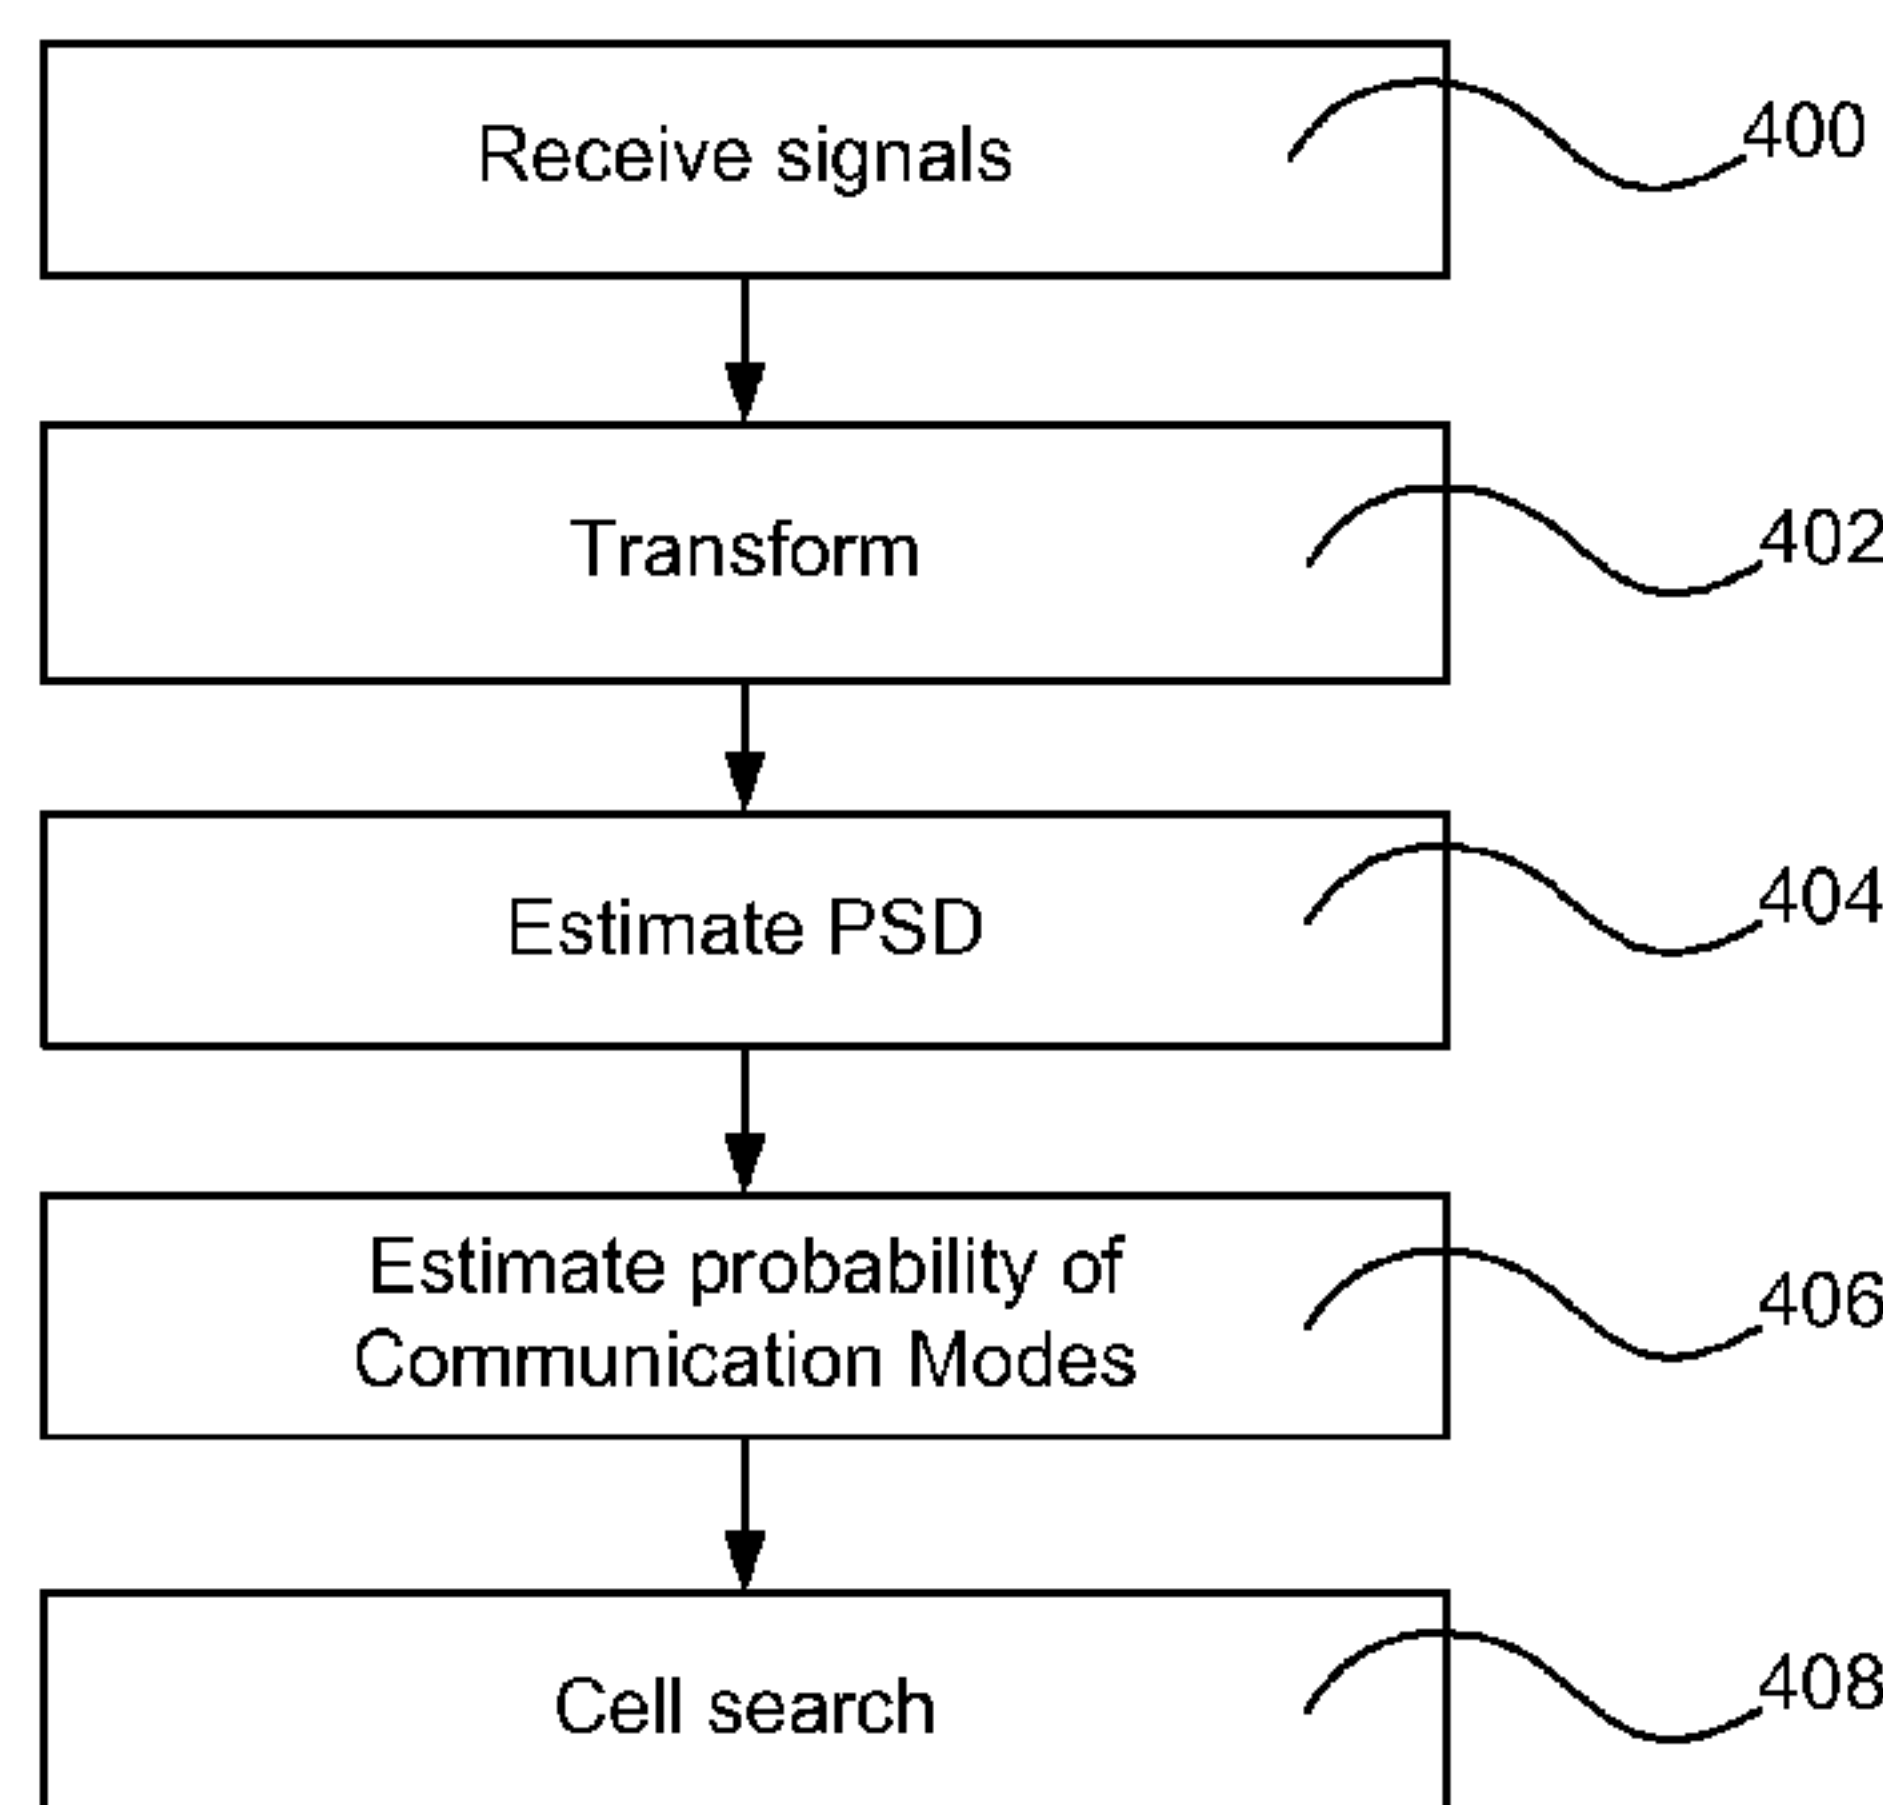 Receive signals
400
Transform
402
Estimate PSD
404
Estimate probability of
Communication Modes
406
Cell search
408